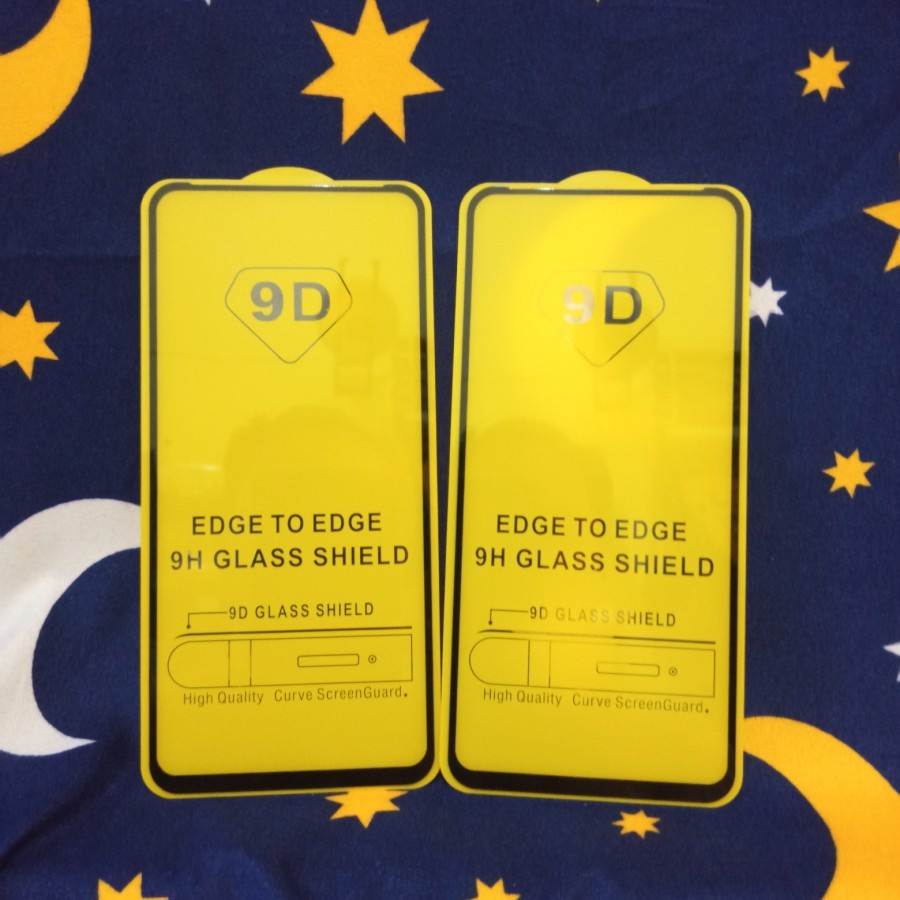 9D
EDGE TO EDGE
9H GLASS SHIELD
9D GLASS SHIELD
High Quality Curve ScreenGuard.
9D
EDGE TO EDGE
9H GLASS SHIELD
9D GLASS SHIELD
High Quality Curve ScreenGuard.